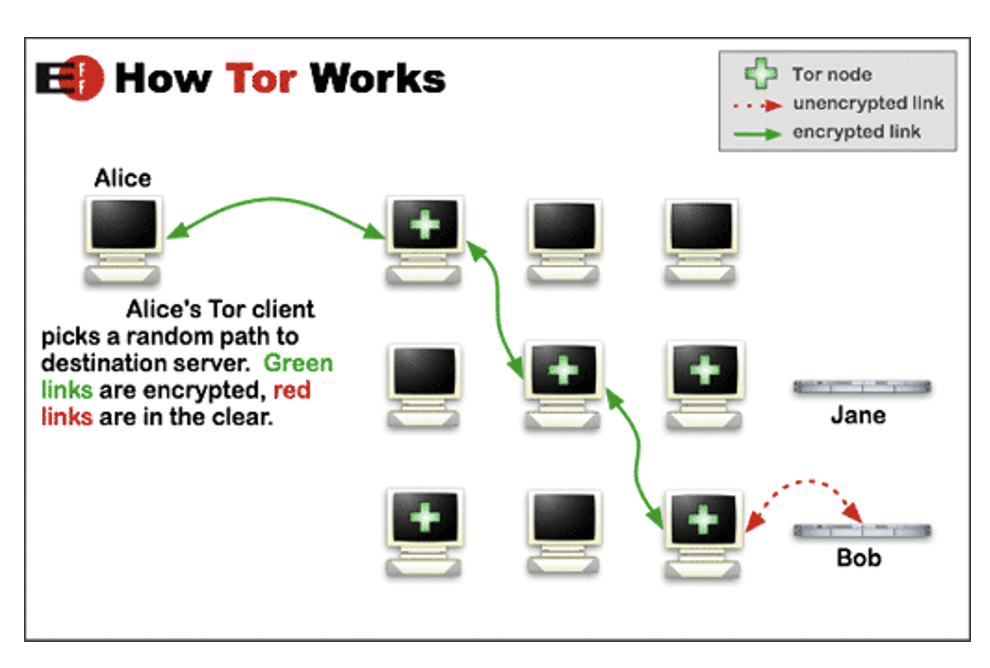 EFF How Tor Works
Tor node
unencrypted link
encrypted link
Alice
Alice's Tor client
picks a random path to
destination server. Green
links are encrypted, red
links are in the clear.
Jane
Bob